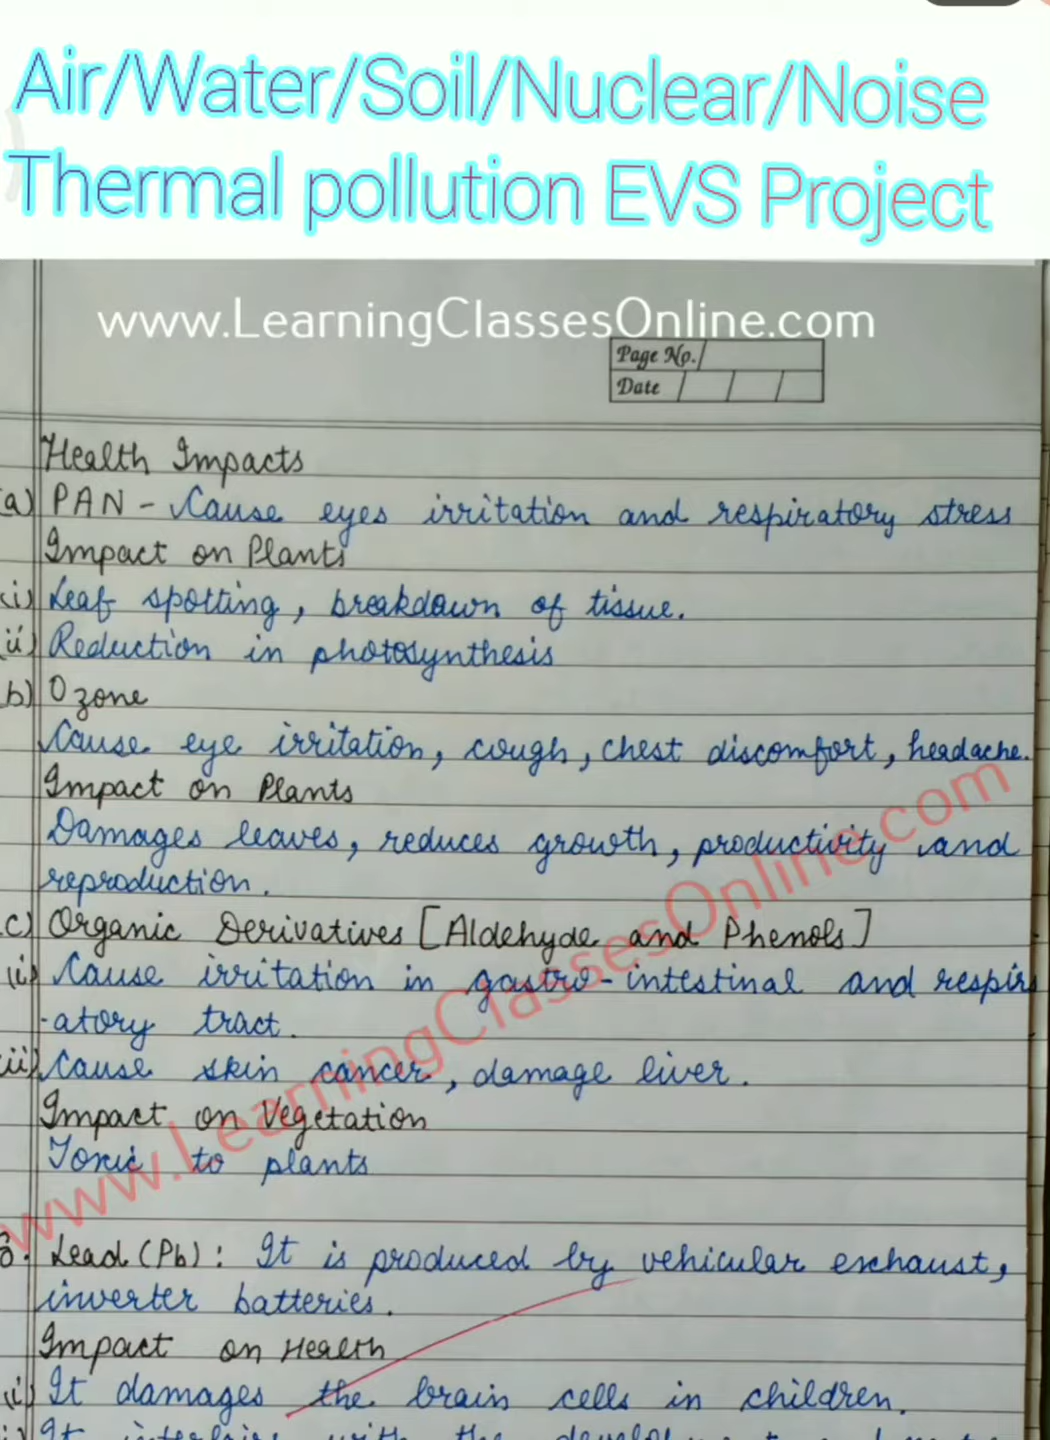 Air/Water/Soil/Nuclear/Noise
Thermal pollution EVS Project
www.LearningClassesOnline.com
Page No.
Date
Health Impacts
(a) PAN - Cause eyes irritation and respiratory stress
Impact on Plants
(i) Leaf spotting, breakdown of tissue.
(ii) Reduction in photosynthesis
b) Ozone
Cause eye irritation, cough, chest discomfort, headache.
Impact on Plants
Damages leaves, reduces growth, productivity and
reproduction.
c) Organic Derivatives [Aldehyde and Phenols]
(i) Cause irritation in gastro-intestinal and respir
-atory tract.
ii) Cause skin cancer, damage liver.
Impact on Vegetation
Toxic to plants
www.LearningClassesOnline.com
Lead (Pb): It is produced by vehicular exhaust,
inverter batteries.
Impact on Health
(i) It damages the brain cells in children.
It with the